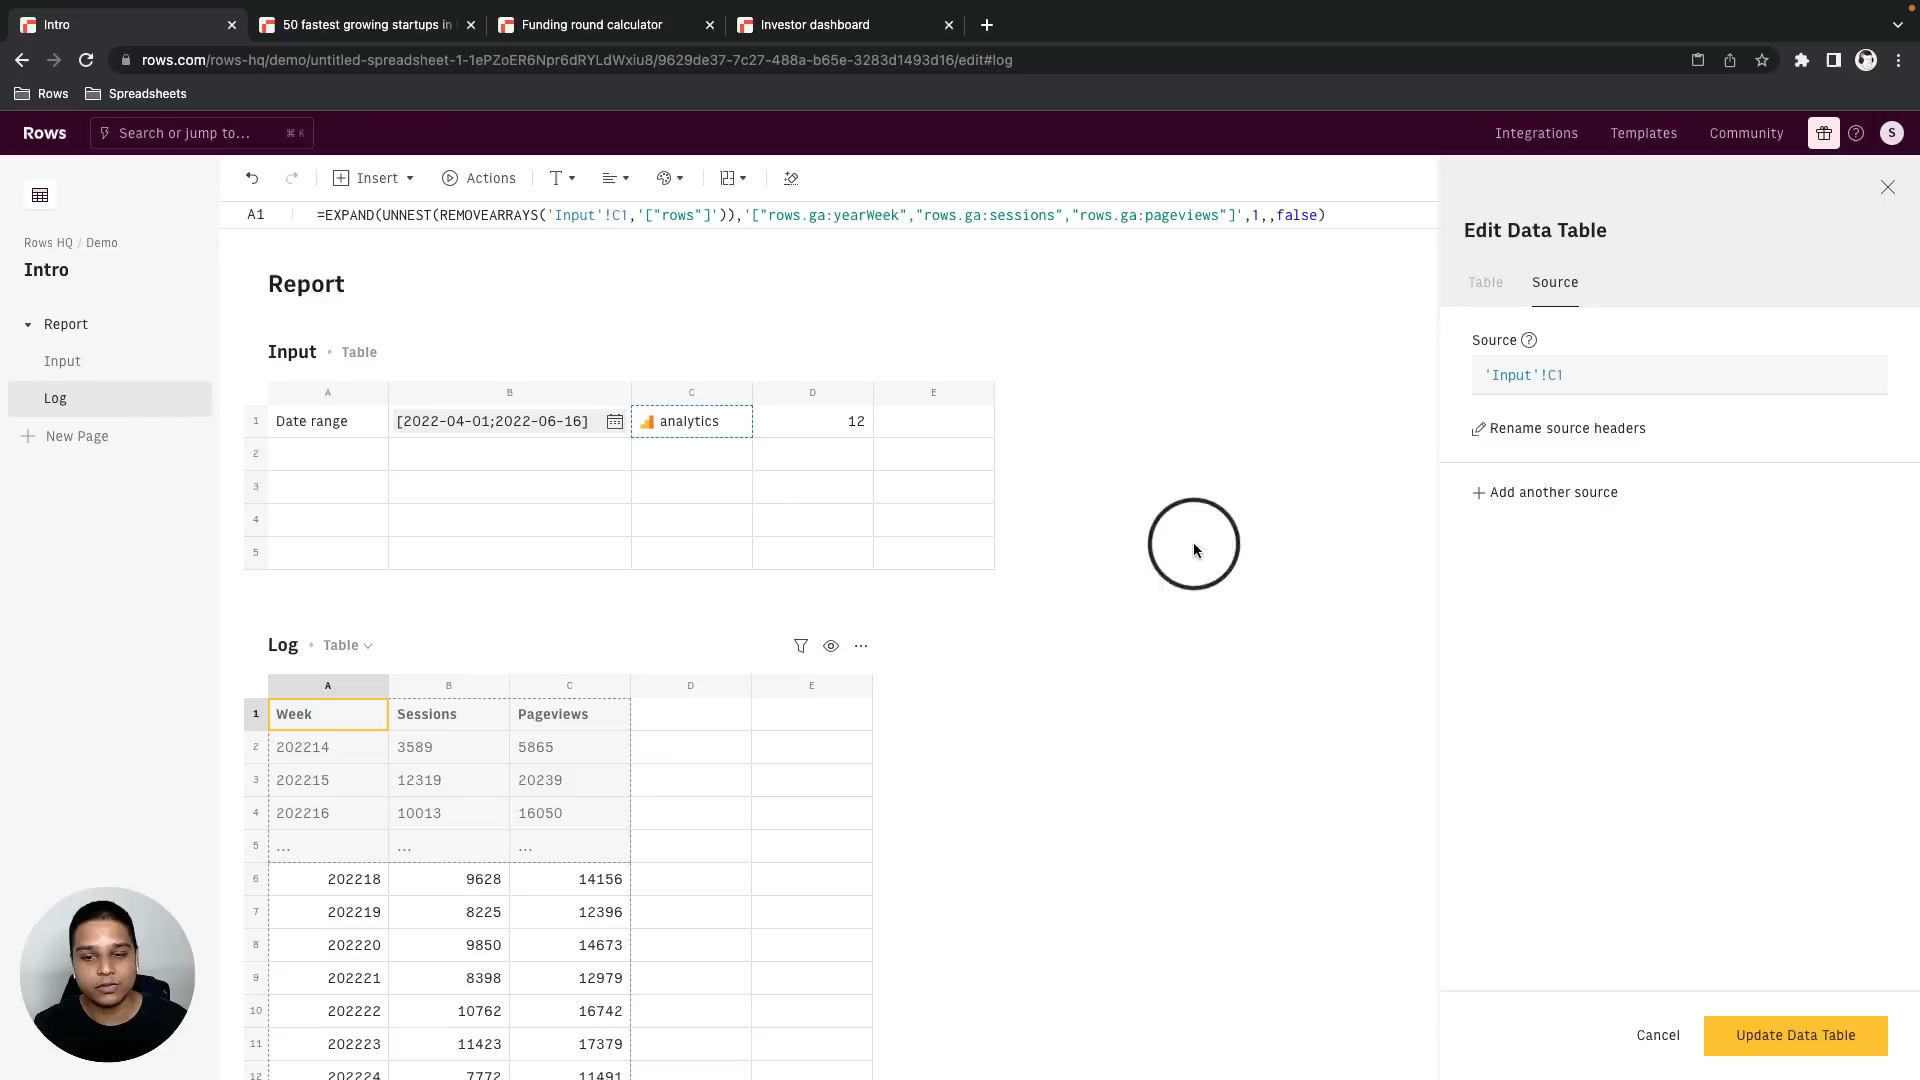 Intro
50 fastest growing startups in
Funding round calculator
Investor dashboard
rows.com/rows-hq/demo/untitled-spreadsheet-1-1ePZoER6Npr6dRYLdWxiu8/9629de37-7c27-488a-b65e-3283d1493d16/edit#log
Rows
Spreadsheets
Rows
Search or jump to...
⌘ K
Integrations
Templates
Community
S
Insert
Actions
A1
=EXPAND(UNNEST(REMOVEARRAYS('Input'!C1,'["rows"]')),'["rows.ga:yearWeek","rows.ga:sessions","rows.ga:pageviews"]',1,,false)
Rows HQ / Demo
Intro
Report
Input
Log
New Page
Report
Input • Table
A B C D E
1 Date range [2022-04-01;2022-06-16] analytics 12
2
3
4
5
Log • Table
A B C D E
1 Week Sessions Pageviews
2 202214 3589 5865
3 202215 12319 20239
4 202216 10013 16050
5 ... ... ...
6 202218 9628 14156
7 202219 8225 12396
8 202220 9850 14673
9 202221 8398 12979
10 202222 10762 16742
11 202223 11423 17379
12 202224 7772 11491
Edit Data Table
Table
Source
Source
'Input'!C1
Rename source headers
+ Add another source
Cancel
Update Data Table